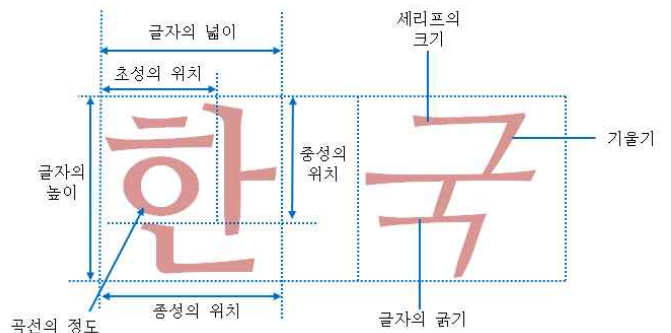 글자의 넓이
세리프의
크기
초성의 위치
기울기
중성의
위치
글자의
높이
한국
종성의 위치
곡선의 정도
글자의 굵기